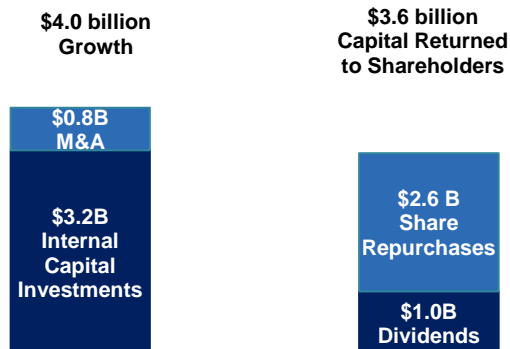 $4.0 billion
Growth
$3.6 billion
Capital Returned
to Shareholders
$0.8B
M&A
$3.2B
Internal
Capital
Investments
$2.6 B
Share
Repurchases
$1.0B
Dividends